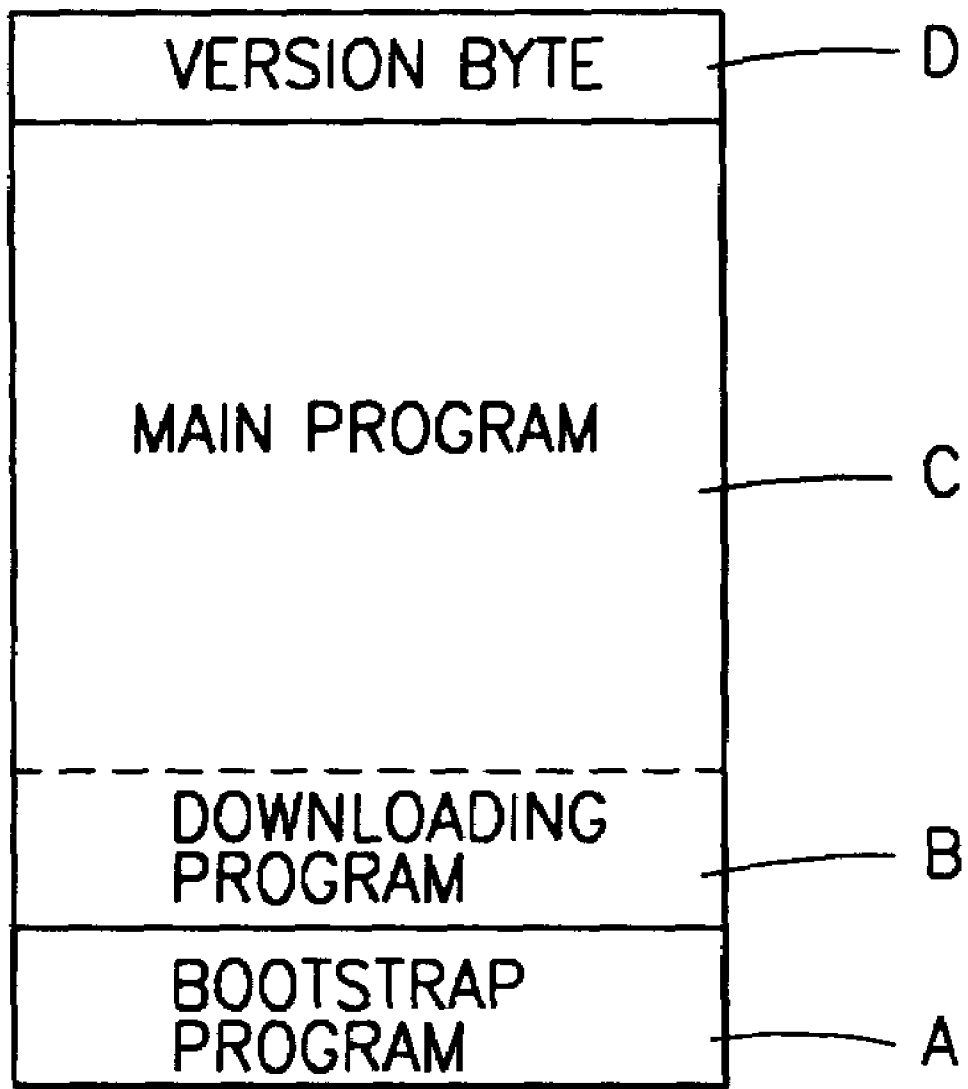 VERSION BYTE D
MAIN PROGRAM
C
DOWNLOADING
PROGRAM B
BOOTSTRAP
PROGRAM A